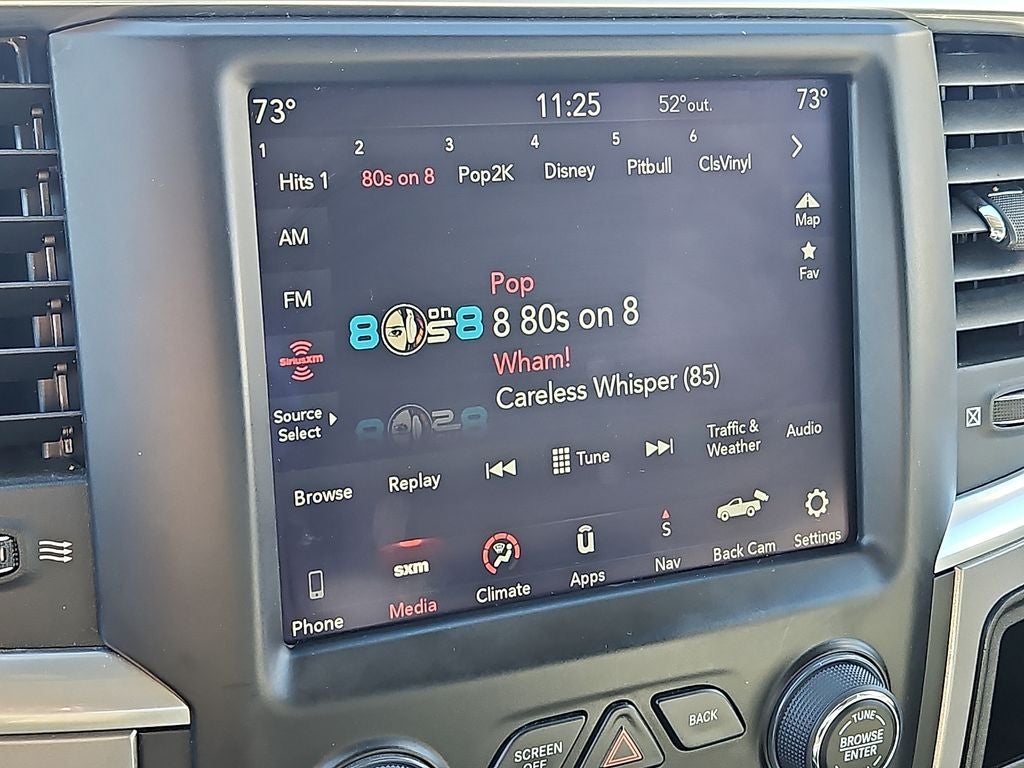 73° 11:25 52°out. 73°
1 2 3 4 5 6
Hits 1 80s on 8 Pop2K Disney Pitbull ClsVinyl
AM
Map
FM
Fav
Pop
80s on 8 8 80s on 8
SiriusXM
Wham!
Careless Whisper (85)
Source
Select
Browse Replay Tune Traffic &
Weather Audio
Phone
sxm
Media
Climate
Apps
S
Nav
Back Cam
Settings
SCREEN
OFF
BACK
TUNE
BROWSE
ENTER